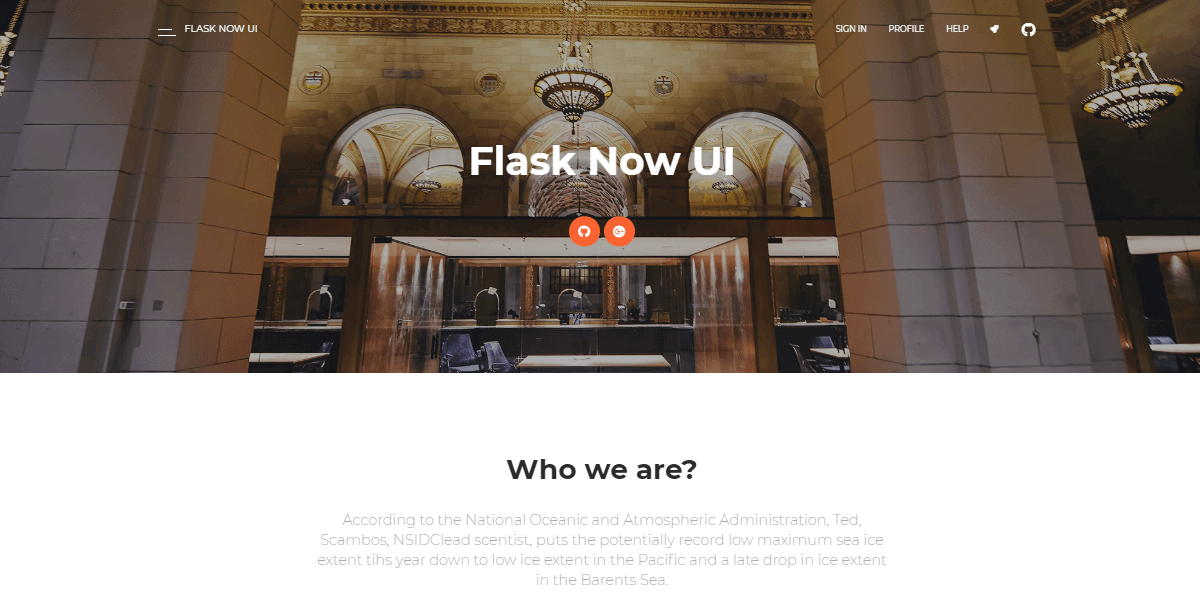 FLASK NOW UI
SIGN IN PROFILE HELP
Flask Now UI
Who we are?
According to the National Oceanic and Atmospheric Administration, Ted,
Scambos, NSIDClead scentist, puts the potentially record low maximum sea ice
extent tihs year down to low ice extent in the Pacific and a late drop in ice extent
in the Barents Sea.